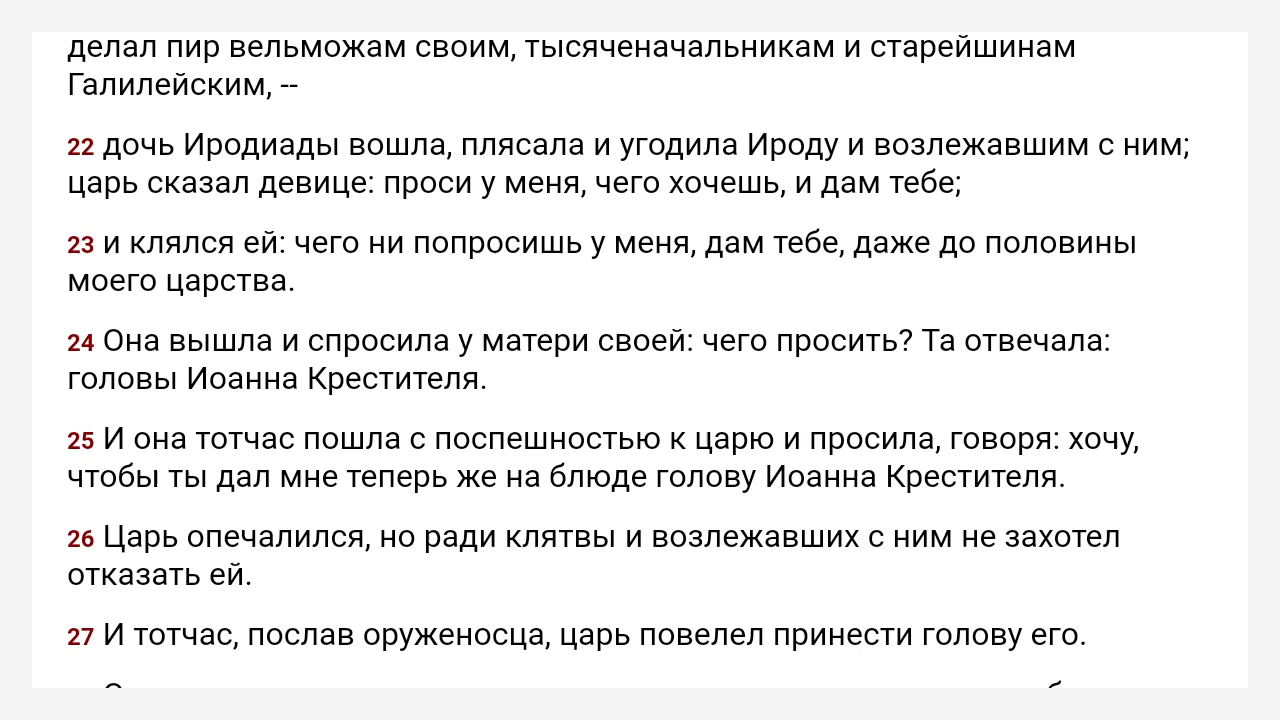 делал пир вельможам своим, тысяченачальникам и старейшинам
Галилейским, --
22 дочь Иродиады вошла, плясала и угодила Ироду и возлежавшим с ним;
царь сказал девице: проси у меня, чего хочешь, и дам тебе;
23 и клялся ей: чего ни попросишь у меня, дам тебе, даже до половины
моего царства.
24 Она вышла и спросила у матери своей: чего просить? Та отвечала:
головы Иоанна Крестителя.
25 И она тотчас пошла с поспешностью к царю и просила, говоря: хочу,
чтобы ты дал мне теперь же на блюде голову Иоанна Крестителя.
26 Царь опечалился, но ради клятвы и возлежавших с ним не захотел
отказать ей.
27 И тотчас, послав оруженосца, царь повелел принести голову его.